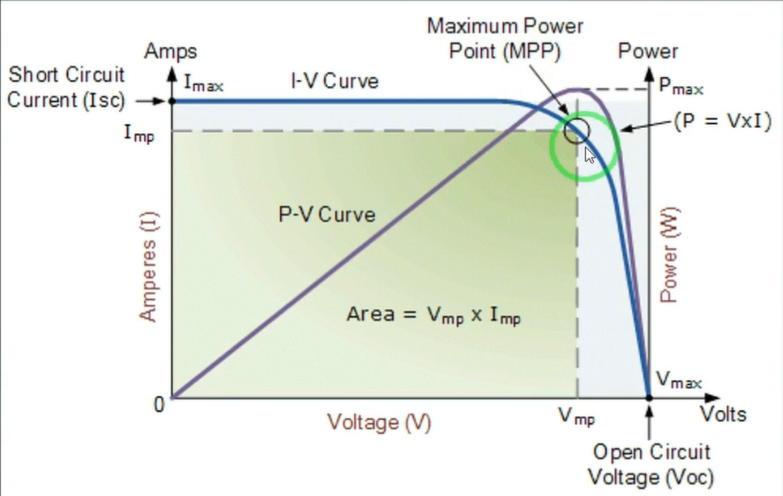 Maximum Power
Point (MPP)
Amps
Power
Short Circuit
Current (Isc)
Imax
I-V Curve
Pmax
(P = VxI)
Imp
P-V Curve
Amperes (I)
Power (W)
Area = Vmp x Imp
0
Vmax
Voltage (V)
Vmp
Volts
Open Circuit
Voltage (Voc)